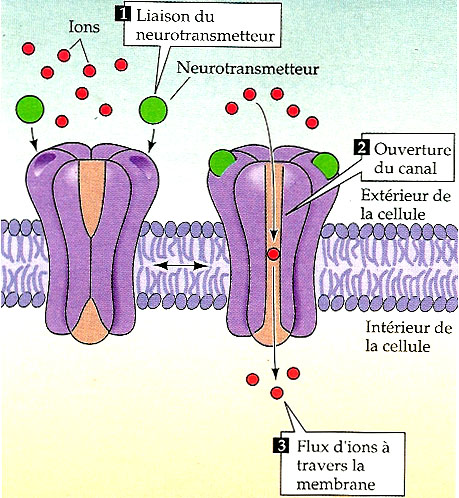 Ions
1 Liaison du
neurotransmetteur
Neurotransmetteur
2 Ouverture
du canal
Extérieur de
la cellule
Intérieur de
la cellule
3 Flux d'ions à
travers la
membrane